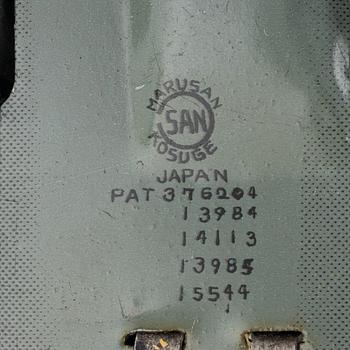 MARUSAN
SAN
KOSUGE
JAPAN
PAT 376204
13984
14113
13985
15544